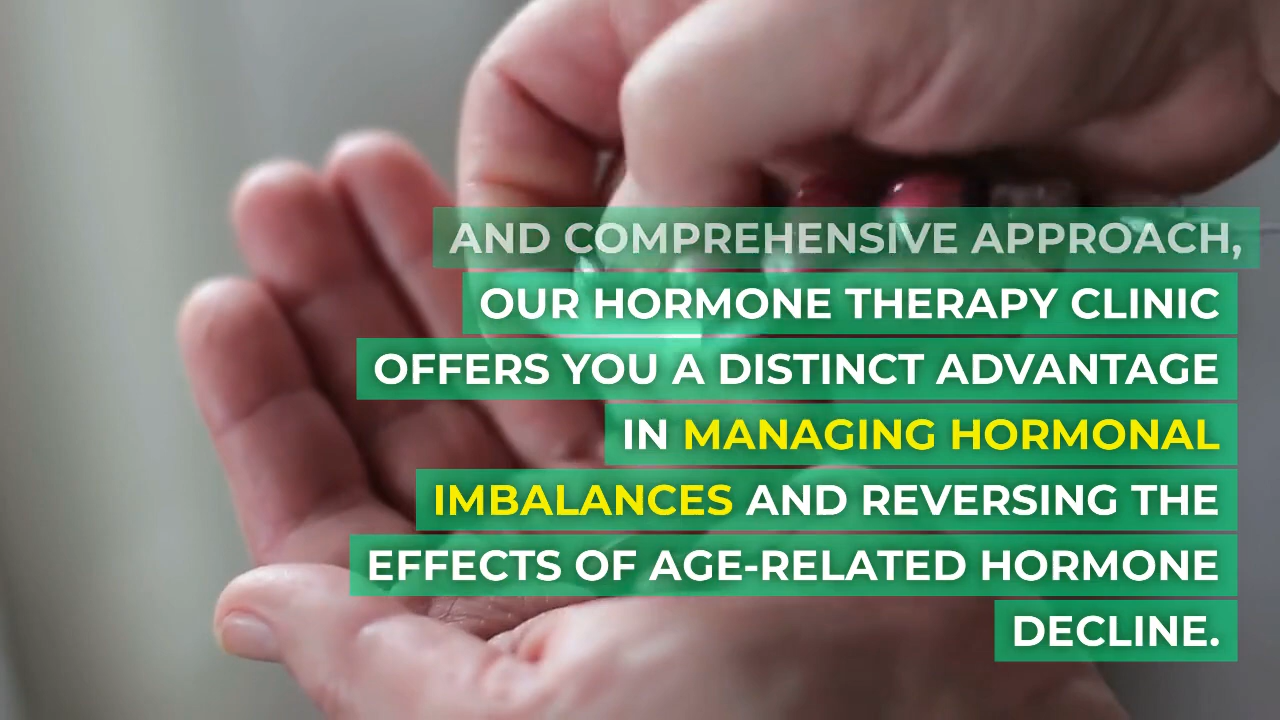 AND COMPREHENSIVE APPROACH,
OUR HORMONE THERAPY CLINIC
OFFERS YOU A DISTINCT ADVANTAGE
IN MANAGING HORMONAL
IMBALANCES AND REVERSING THE
EFFECTS OF AGE-RELATED HORMONE
DECLINE.